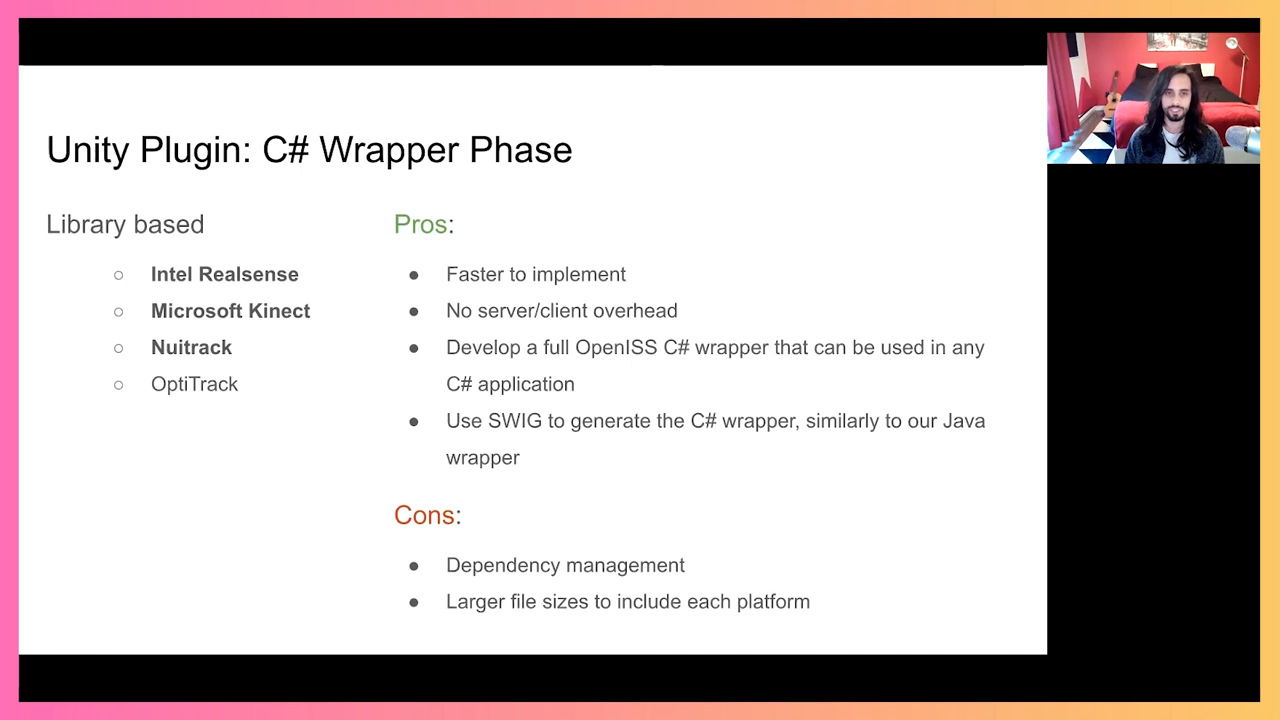 Unity Plugin: C# Wrapper Phase
Library based
Intel Realsense
Microsoft Kinect
Nuitrack
OptiTrack
Pros:
Faster to implement
No server/client overhead
Develop a full OpenISS C# wrapper that can be used in any
C# application
Use SWIG to generate the C# wrapper, similarly to our Java
wrapper
Cons:
Dependency management
Larger file sizes to include each platform